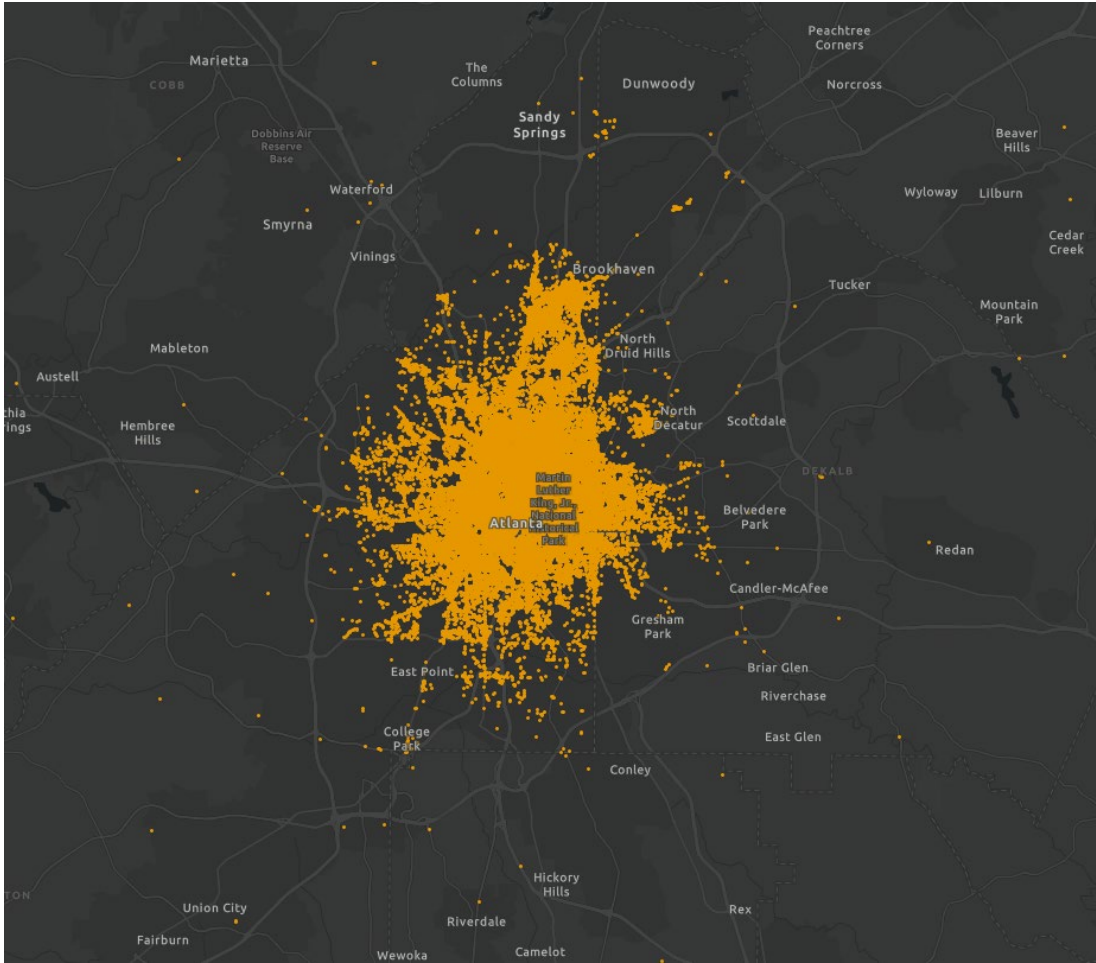 Peachtree
Corners
Marietta
The
Columns
Dunwoody
Norcross
COBB
Sandy
Springs
Dobbins Air
Reserve
Base
Beaver
Hills
Waterford
Wyloway
Lilburn
Smyrna
Cedar
Creek
Vinings
Brookhaven
Tucker
Mountain
Park
North
Druid Hills
Mableton
Austell
North
Decatur
Scottdale
Hembree
Hills
DEKALB
Martin
Luther
King, Jr.,
National
Historical
Park
Atlanta
Belvedere
Park
Redan
Candler-McAfee
Gresham
Park
East Point
Briar Glen
Riverchase
College
Park
East Glen
Conley
Hickory
Hills
TON
Union City
Riverdale
Rex
Fairburn
Wewoka
Camelot